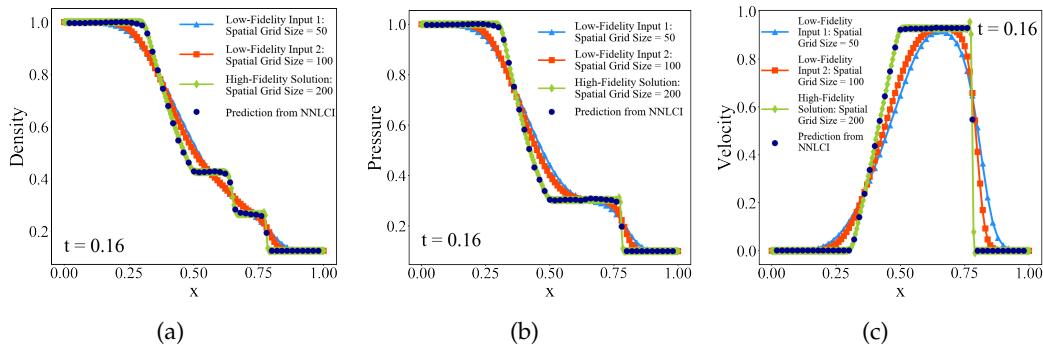 1.0
0.8
0.6
0.4
0.2
Density
Low-Fidelity Input 1:
Spatial Grid Size = 50
Low-Fidelity Input 2:
Spatial Grid Size = 100
High-Fidelity Solution:
Spatial Grid Size = 200
Prediction from NNLCI
t = 0.16
0.00 0.25 0.50 0.75 1.00
x
(a)
1.0
0.8
0.6
0.4
0.2
Pressure
Low-Fidelity Input 1:
Spatial Grid Size = 50
Low-Fidelity Input 2:
Spatial Grid Size = 100
High-Fidelity Solution:
Spatial Grid Size = 200
Prediction from NNLCI
t = 0.16
0.00 0.25 0.50 0.75 1.00
x
(b)
1.0
0.8
0.6
0.4
0.2
0.0
Velocity
Low-Fidelity
Input 1: Spatial
Grid Size = 50
Low-Fidelity
Input 2: Spatial
Grid Size = 100
High-Fidelity
Solution: Spatial
Grid Size = 200
Prediction from
NNLCI
t = 0.16
0.00 0.25 0.50 0.75 1.00
x
(c)